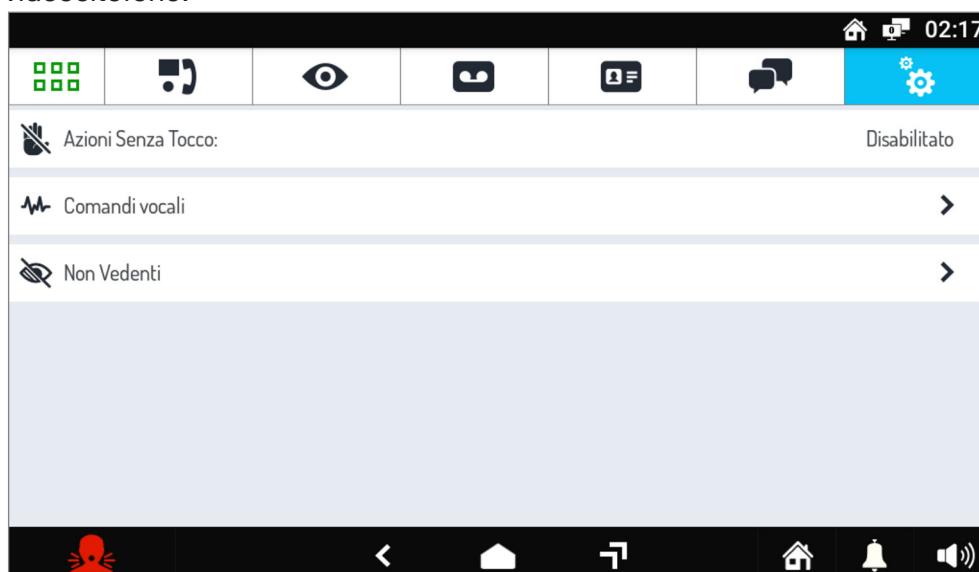 02:17
Azioni Senza Tocco:
Disabilitato
Comandi vocali
Non Vedenti